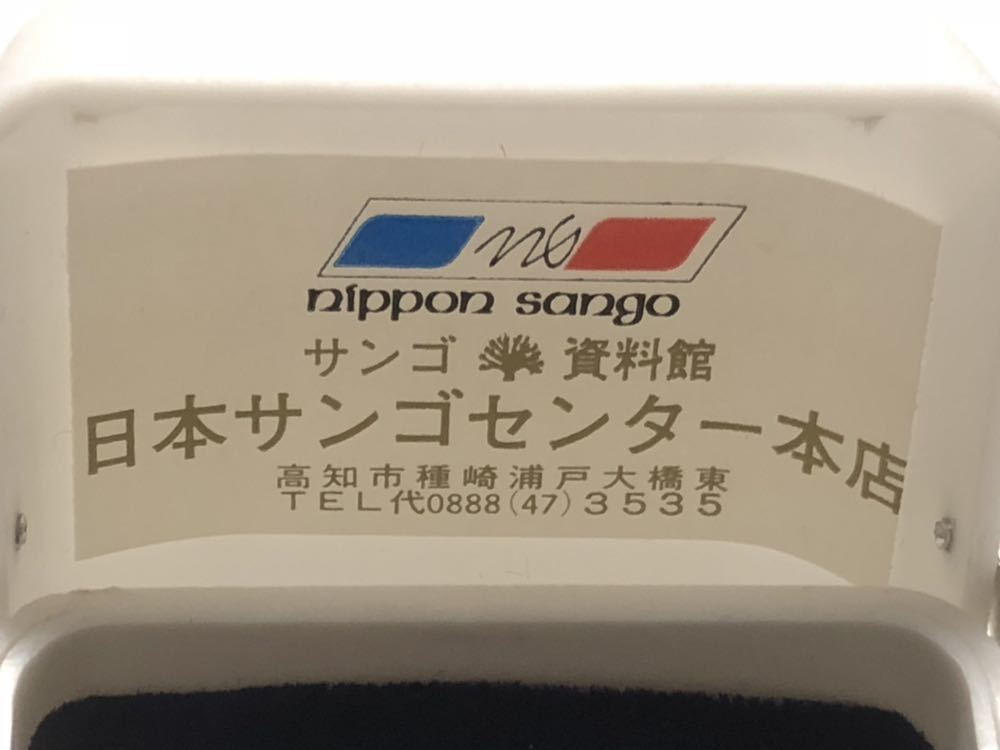 ns
nippon sango
サンゴ 資料館
日本サンゴセンター本店
高知市種崎浦戸大橋東
TEL代0888(47)3535